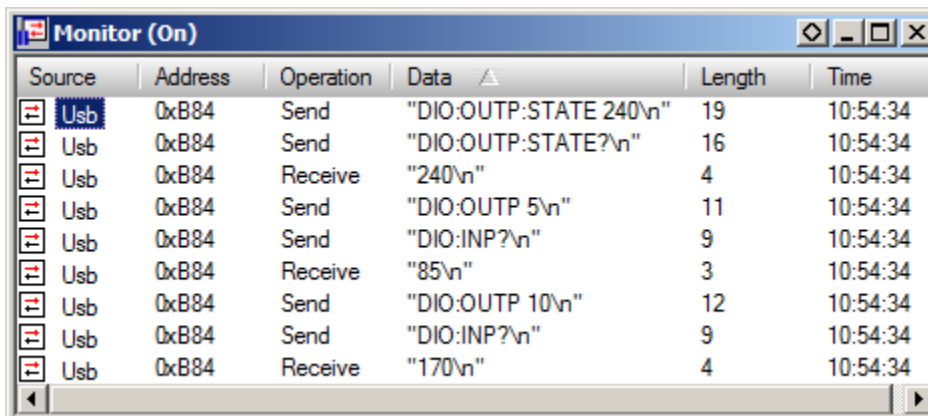 Monitor (On)
Source Address Operation Data Length Time
Usb 0xB84 Send "DIO:OUTP:STATE 240\n" 19 10:54:34
Usb 0xB84 Send "DIO:OUTP:STATE?\n" 16 10:54:34
Usb 0xB84 Receive "240\n" 4 10:54:34
Usb 0xB84 Send "DIO:OUTP 5\n" 11 10:54:34
Usb 0xB84 Send "DIO:INP?\n" 9 10:54:34
Usb 0xB84 Receive "85\n" 3 10:54:34
Usb 0xB84 Send "DIO:OUTP 10\n" 12 10:54:34
Usb 0xB84 Send "DIO:INP?\n" 9 10:54:34
Usb 0xB84 Receive "170\n" 4 10:54:34